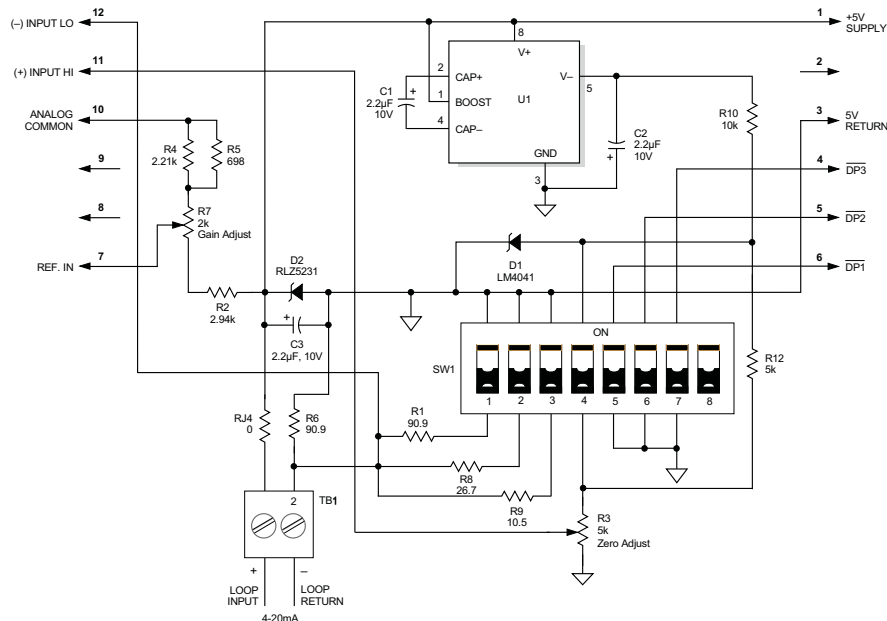 12
(–) INPUT LO
11
(+) INPUT HI
10
ANALOG
COMMON
9
8
7
REF. IN
R4
2.21k
R5
698
R7
2k
Gain Adjust
R2
2.94k
D2
RLZ5231
C3
2.2µF, 10V
RJ4
0
R6
90.9
2
TB1
+
–
LOOP
INPUT
LOOP
RETURN
4-20mA
C1
2.2µF
10V
+
2
1
4
8
V+
CAP+
BOOST
CAP–
U1
V–
5
GND
3
C2
2.2µF
10V
+
R10
10k
1
+5V
SUPPLY
2
3
5V
RETURN
4
DP3
5
DP2
6
DP1
D1
LM4041
+
ON
SW1
1 2 3 4 5 6 7 8
R12
5k
R1
90.9
R8
26.7
R9
10.5
R3
5k
Zero Adjust